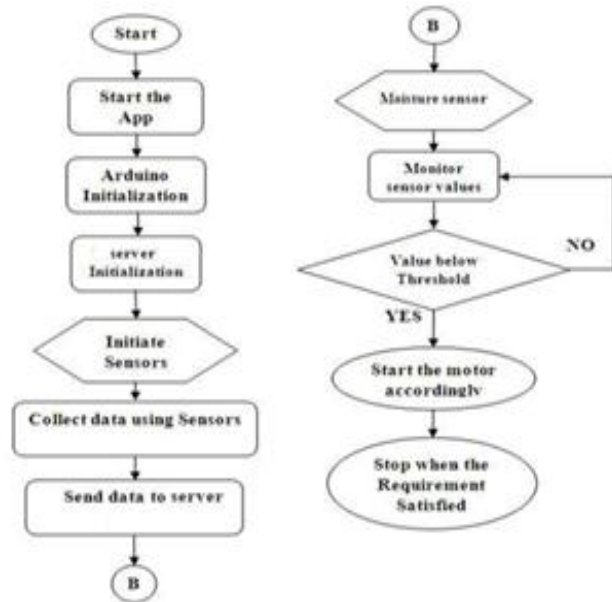 Start
Start the
App
Arduino
Initialization
server
Initialization
Initiate
Sensors
Collect data using Sensors
Send data to server
B
B
Moisture sensor
Monitor
sensor values
Value below
Threshold
NO
YES
Start the motor
accordingly
Stop when the
Requirement
Satisfied